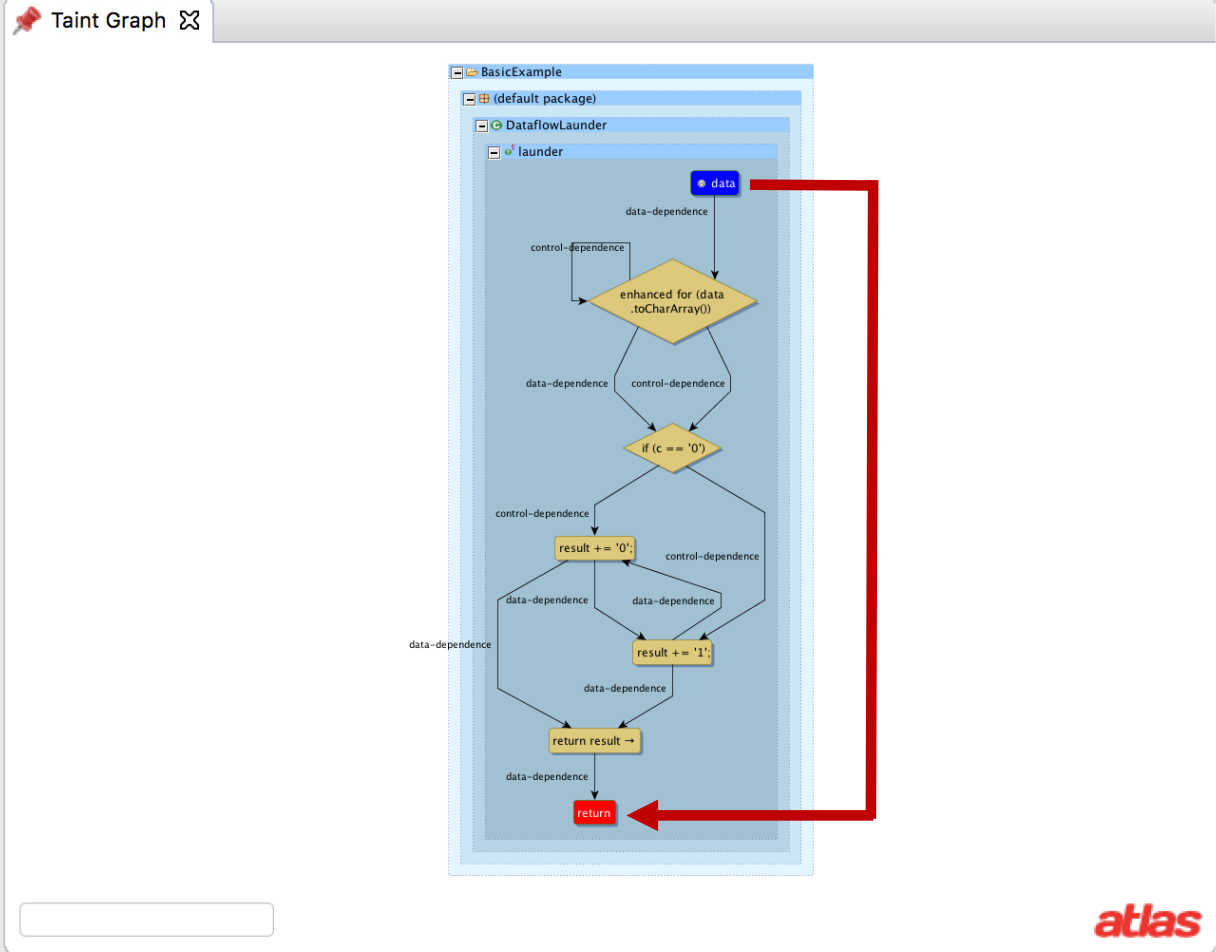 Taint Graph
BasicExample
(default package)
DataflowLaunder
launder
data
data-dependence
control-dependence
enhanced for (data
.toCharArray())
data-dependence
control-dependence
if (c == '0')
control-dependence
result += '0';
control-dependence
data-dependence
data-dependence
data-dependence
result += '1';
data-dependence
return result →
data-dependence
return
atlas